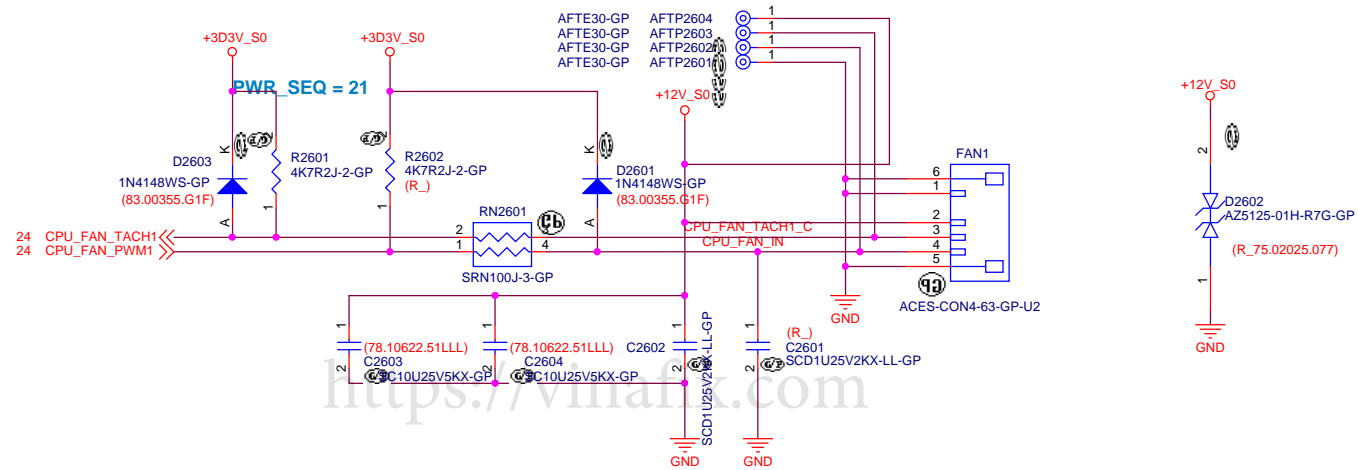 AFTE30-GP AFTP2604 1
AFTE30-GP AFTP2603 1
AFTE30-GP AFTP2602 1
AFTE30-GP AFTP2601 1
+3D3V_S0
+3D3V_S0
PWR_SEQ = 21
+12V_S0
+12V_S0
K
D2603
1N4148WS-GP
(83.00355.G1F)
A
R2601
4K7R2J-2-GP
1
2
R2602
4K7R2J-2-GP
(R_)
1
K
D2601
1N4148WS-GP
(83.00355.G1F)
A
FAN1
6
1
2
3
4
5
ACES-CON4-63-GP-U2
2
D2602
AZ5125-01H-R7G-GP
(R_75.02025.077)
1
GND
24 CPU_FAN_TACH1
24 CPU_FAN_PWM1
RN2601
2
1
4
SRN100J-3-GP
CPU_FAN_TACH1_C
CPU_FAN_IN
GND
1
(78.10622.51LLL)
2
C2603
SC10U25V5KX-GP
1
(78.10622.51LLL)
2
C2604
SC10U25V5KX-GP
1
C2602
2
SCD1U25V2KX-LL-GP
GND
1
(R_)
C2601
2
SCD1U25V2KX-LL-GP
GND
https://vinafix.com